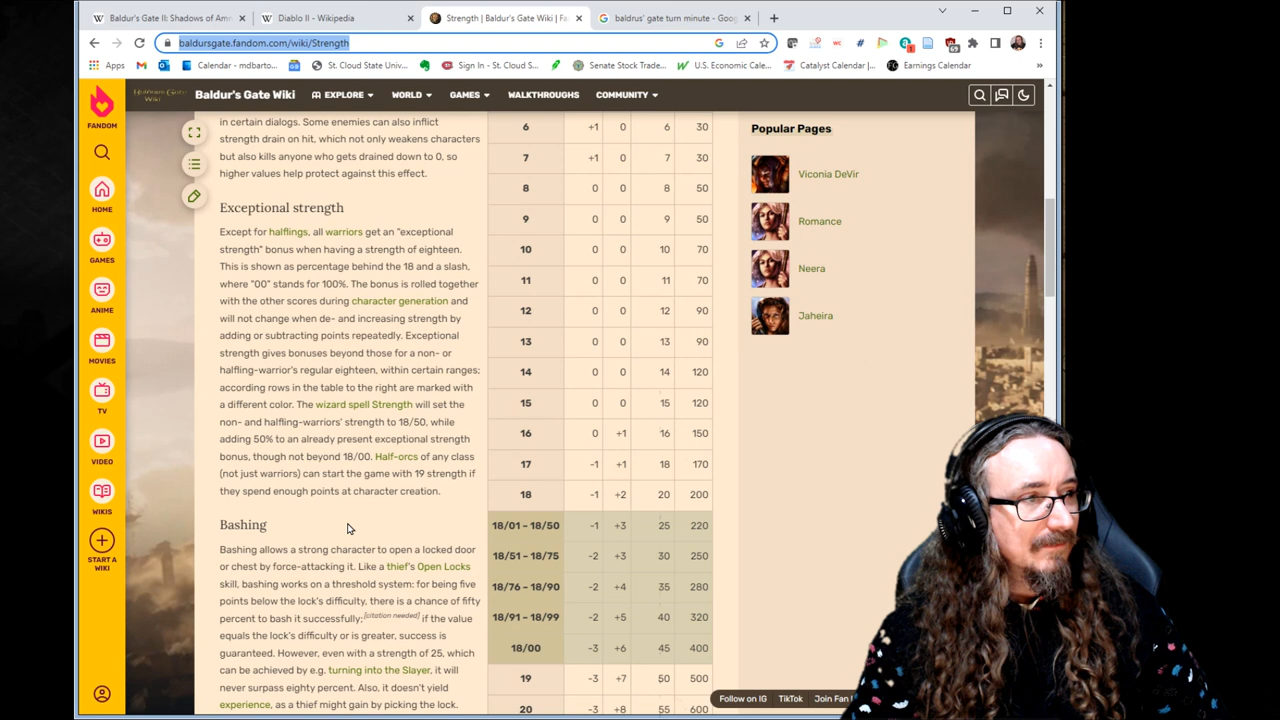 Baldur's Gate II: Shadows of Amn
Diablo II - Wikipedia
Strength | Baldur's Gate Wiki | Fa
baldrus' gate turn minute - Goog
baldursgate.fandom.com/wiki/Strength
Apps
Calendar - mdbarto...
St. Cloud State Univ...
Sign In - St. Cloud S...
Senate Stock Trade...
U.S. Economic Cale...
Catalyst Calendar |...
Earnings Calendar
»
Baldur's Gate Wiki
EXPLORE
WORLD
GAMES
WALKTHROUGHS
COMMUNITY
FANDOM
HOME
GAMES
ANIME
MOVIES
TV
VIDEO
WIKIS
START A
WIKI
in certain dialogs. Some enemies can also inflict
strength drain on hit, which not only weakens characters
but also kills anyone who gets drained down to 0, so
higher values help protect against this effect.
Exceptional strength
Except for halflings, all warriors get an "exceptional
strength" bonus when having a strength of eighteen.
This is shown as percentage behind the 18 and a slash,
where "00" stands for 100%. The bonus is rolled together
with the other scores during character generation and
will not change when de- and increasing strength by
adding or subtracting points repeatedly. Exceptional
strength gives bonuses beyond those for a non- or
halfling-warrior's regular eighteen, within certain ranges;
according rows in the table to the right are marked with
a different color. The wizard spell Strength will set the
non- and halfling-warriors' strength to 18/50, while
adding 50% to an already present exceptional strength
bonus, though not beyond 18/00. Half-orcs of any class
(not just warriors) can start the game with 19 strength if
they spend enough points at character creation.
Bashing
Bashing allows a strong character to open a locked door
or chest by force-attacking it. Like a thief's Open Locks
skill, bashing works on a threshold system: for being five
points below the lock's difficulty, there is a chance of fifty
percent to bash it successfully;[citation needed] if the value
equals the lock's difficulty or is greater, success is
guaranteed. However, even with a strength of 25, which
can be achieved by e.g. turning into the Slayer, it will
never surpass eighty percent. Also, it doesn't yield
experience, as a thief might gain by picking the lock.
6 +1 0 6 30
7 +1 0 7 30
8 0 0 8 50
9 0 0 9 50
10 0 0 10 70
11 0 0 11 70
12 0 0 12 90
13 0 0 13 90
14 0 0 14 120
15 0 0 15 120
16 0 +1 16 150
17 -1 +1 18 170
18 -1 +2 20 200
18/01 – 18/50 -1 +3 25 220
18/51 – 18/75 -2 +3 30 250
18/76 – 18/90 -2 +4 35 280
18/91 – 18/99 -2 +5 40 320
18/00 -3 +6 45 400
19 -3 +7 50 500
20 -3 +8 55 600
Popular Pages
Viconia DeVir
Romance
Neera
Jaheira
Follow on IG
TikTok
Join Fan